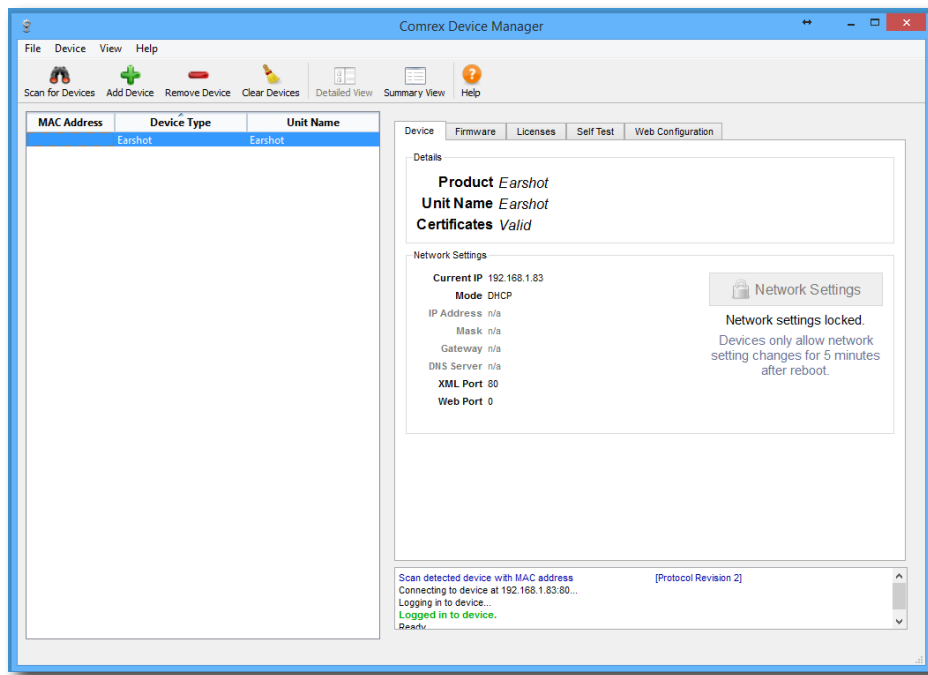 Comrex Device Manager
File Device View Help
Scan for Devices Add Device Remove Device Clear Devices Detailed View Summary View Help
MAC Address Device Type Unit Name
Earshot Earshot
Device Firmware Licenses Self Test Web Configuration
Details
Product Earshot
Unit Name Earshot
Certificates Valid
Network Settings
Current IP 192.168.1.83
Mode DHCP
IP Address n/a
Mask n/a
Gateway n/a
DNS Server n/a
XML Port 80
Web Port 0
Network Settings
Network settings locked.
Devices only allow network
setting changes for 5 minutes
after reboot.
Scan detected device with MAC address [Protocol Revision 2]
Connecting to device at 192.168.1.83:80...
Logging in to device...
Logged in to device.
Ready